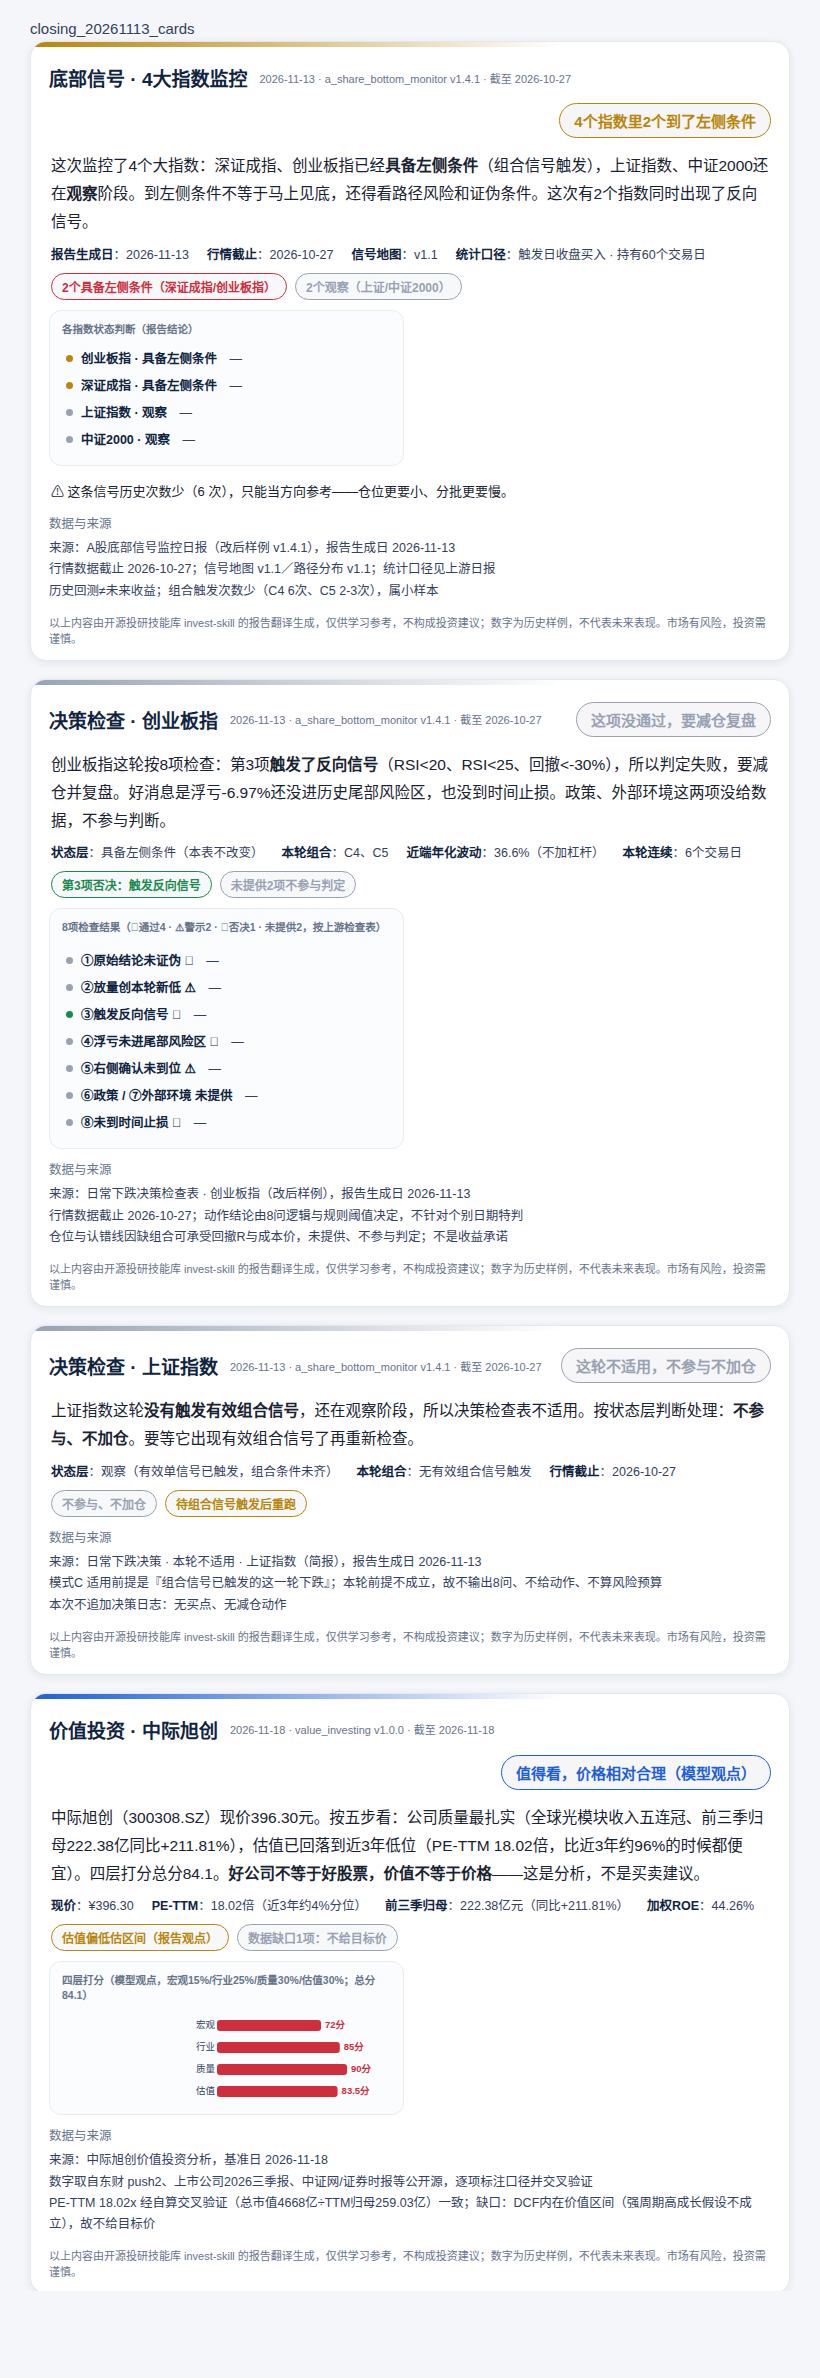 closing_20261113_cards
底部信号 · 4大指数监控 2026-11-13 · a_share_bottom_monitor v1.4.1 · 截至 2026-10-27
4个指数里2个到了左侧条件
这次监控了4个大指数：深证成指、创业板指已经具备左侧条件（组合信号触发），上证指数、中证2000还
在观察阶段。到左侧条件不等于马上见底，还得看路径风险和证伪条件。这次有2个指数同时出现了反向
信号。
报告生成日：2026-11-13 行情截止：2026-10-27 信号地图：v1.1 统计口径：触发日收盘买入 · 持有60个交易日
2个具备左侧条件（深证成指/创业板指） 2个观察（上证/中证2000）
各指数状态判断（报告结论）
创业板指 · 具备左侧条件 —
深证成指 · 具备左侧条件 —
上证指数 · 观察 —
中证2000 · 观察 —
⚠ 这条信号历史次数少（6 次），只能当方向参考——仓位更要小、分批更要慢。
数据与来源
来源：A股底部信号监控日报（改后样例 v1.4.1），报告生成日 2026-11-13
行情数据截止 2026-10-27；信号地图 v1.1／路径分布 v1.1；统计口径见上游日报
历史回测≠未来收益；组合触发次数少（C4 6次、C5 2-3次），属小样本
以上内容由开源投研技能库 invest-skill 的报告翻译生成，仅供学习参考，不构成投资建议；数字为历史样例，不代表未来表现。市场有风险，投资需
谨慎。
决策检查 · 创业板指 2026-11-13 · a_share_bottom_monitor v1.4.1 · 截至 2026-10-27 这项没通过，要减仓复盘
创业板指这轮按8项检查：第3项触发了反向信号（RSI<20、RSI<25、回撤<-30%），所以判定失败，要减
仓并复盘。好消息是浮亏-6.97%还没进历史尾部风险区，也没到时间止损。政策、外部环境这两项没给数
据，不参与判断。
状态层：具备左侧条件（本表不改变） 本轮组合：C4、C5 近端年化波动：36.6%（不加杠杆） 本轮连续：6个交易日
第3项否决：触发反向信号 未提供2项不参与判定
8项检查结果（通过4 · ⚠警示2 · 否决1 · 未提供2，按上游检查表）
①原始结论未证伪 —
②放量创本轮新低 ⚠ —
③触发反向信号 —
④浮亏未进尾部风险区 —
⑤右侧确认未到位 ⚠ —
⑥政策 / ⑦外部环境 未提供 —
⑧未到时间止损 —
数据与来源
来源：日常下跌决策检查表 · 创业板指（改后样例），报告生成日 2026-11-13
行情数据截止 2026-10-27；动作结论由8问逻辑与规则阈值决定，不针对个别日期特判
仓位与认错线因缺组合可承受回撤R与成本价，未提供、不参与判定；不是收益承诺
以上内容由开源投研技能库 invest-skill 的报告翻译生成，仅供学习参考，不构成投资建议；数字为历史样例，不代表未来表现。市场有风险，投资需
谨慎。
决策检查 · 上证指数 2026-11-13 · a_share_bottom_monitor v1.4.1 · 截至 2026-10-27 这轮不适用，不参与不加仓
上证指数这轮没有触发有效组合信号，还在观察阶段，所以决策检查表不适用。按状态层判断处理：不参
与、不加仓。要等它出现有效组合信号了再重新检查。
状态层：观察（有效单信号已触发，组合条件未齐） 本轮组合：无有效组合信号触发 行情截止：2026-10-27
不参与、不加仓 待组合信号触发后重跑
数据与来源
来源：日常下跌决策 · 本轮不适用 · 上证指数（简报），报告生成日 2026-11-13
模式C 适用前提是『组合信号已触发的这一轮下跌』；本轮前提不成立，故不输出8问、不给动作、不算风险预算
本次不追加决策日志：无买点、无减仓动作
以上内容由开源投研技能库 invest-skill 的报告翻译生成，仅供学习参考，不构成投资建议；数字为历史样例，不代表未来表现。市场有风险，投资需
谨慎。
价值投资 · 中际旭创 2026-11-18 · value_investing v1.0.0 · 截至 2026-11-18
值得看，价格相对合理（模型观点）
中际旭创（300308.SZ）现价396.30元。按五步看：公司质量最扎实（全球光模块收入五连冠、前三季归
母222.38亿同比+211.81%），估值已回落到近3年低位（PE-TTM 18.02倍，比近3年约96%的时候都便
宜）。四层打分总分84.1。好公司不等于好股票，价值不等于价格——这是分析，不是买卖建议。
现价：¥396.30 PE-TTM：18.02倍（近3年约4%分位） 前三季归母：222.38亿元（同比+211.81%） 加权ROE：44.26%
估值偏低估区间（报告观点） 数据缺口1项：不给目标价
四层打分（模型观点，宏观15%/行业25%/质量30%/估值30%；总分
84.1）
宏观 72分
行业 85分
质量 90分
估值 83.5分
数据与来源
来源：中际旭创价值投资分析，基准日 2026-11-18
数字取自东财 push2、上市公司2026三季报、中证网/证券时报等公开源，逐项标注口径并交叉验证
PE-TTM 18.02x 经自算交叉验证（总市值4668亿÷TTM归母259.03亿）一致；缺口：DCF内在价值区间（强周期高成长假设不成
立），故不给目标价
以上内容由开源投研技能库 invest-skill 的报告翻译生成，仅供学习参考，不构成投资建议；数字为历史样例，不代表未来表现。市场有风险，投资需
谨慎。